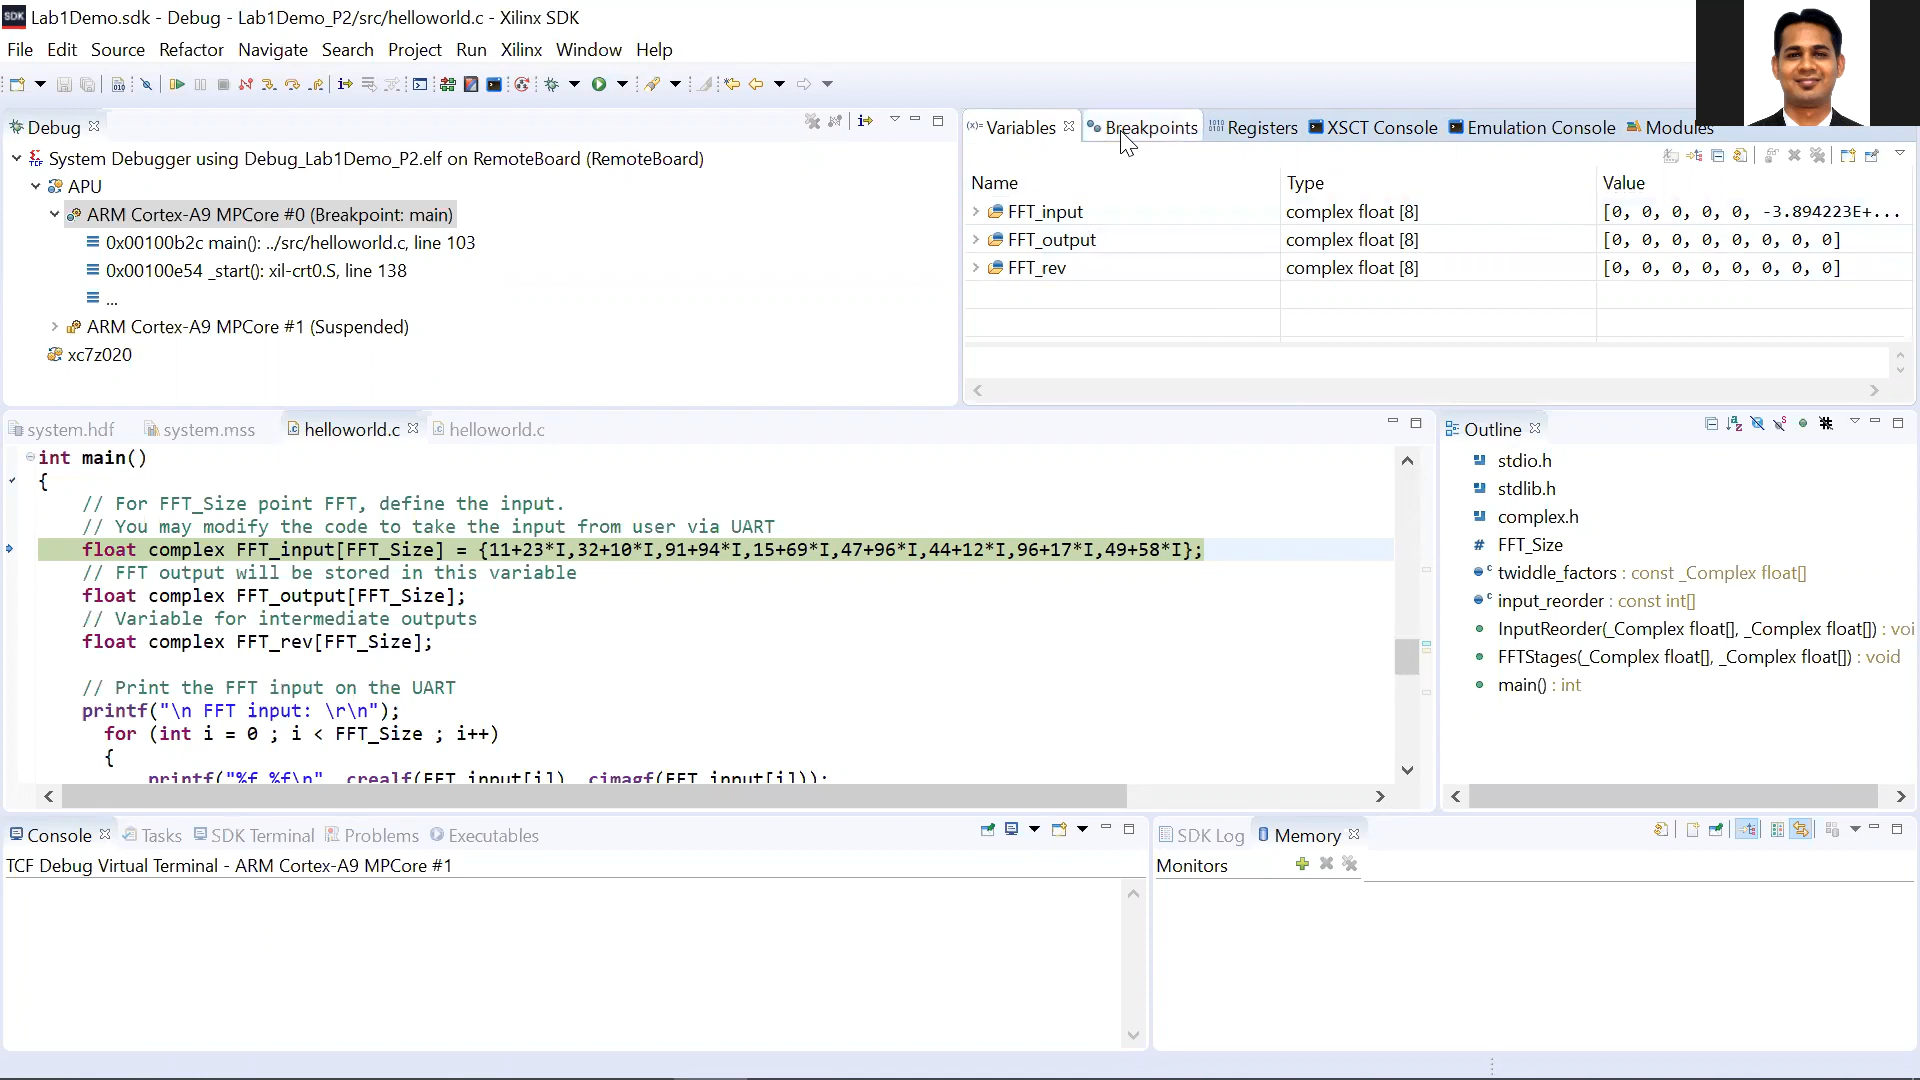 SDK Lab1Demo.sdk - Debug - Lab1Demo_P2/src/helloworld.c - Xilinx SDK
File Edit Source Refactor Navigate Search Project Run Xilinx Window Help
Debug
System Debugger using Debug_Lab1Demo_P2.elf on RemoteBoard (RemoteBoard)
APU
ARM Cortex-A9 MPCore #0 (Breakpoint: main)
0x00100b2c main(): ../src/helloworld.c, line 103
0x00100e54 _start(): xil-crt0.S, line 138
...
ARM Cortex-A9 MPCore #1 (Suspended)
xc7z020
(x)= Variables Breakpoints Registers XSCT Console Emulation Console Modules
Name Type Value
FFT_input complex float [8] [0, 0, 0, 0, 0, -3.894223E+...
FFT_output complex float [8] [0, 0, 0, 0, 0, 0, 0, 0]
FFT_rev complex float [8] [0, 0, 0, 0, 0, 0, 0, 0]
system.hdf system.mss helloworld.c helloworld.c
int main()
{
// For FFT_Size point FFT, define the input.
// You may modify the code to take the input from user via UART
float complex FFT_input[FFT_Size] = {11+23*I,32+10*I,91+94*I,15+69*I,47+96*I,44+12*I,96+17*I,49+58*I};
// FFT output will be stored in this variable
float complex FFT_output[FFT_Size];
// Variable for intermediate outputs
float complex FFT_rev[FFT_Size];
// Print the FFT input on the UART
printf("\n FFT input: \r\n");
for (int i = 0 ; i < FFT_Size ; i++)
{
printf("%f %f\n", crealf(FFT_input[i]), cimagf(FFT_input[i]));
Outline
stdio.h
stdlib.h
complex.h
# FFT_Size
twiddle_factors : const _Complex float[]
input_reorder : const int[]
InputReorder(_Complex float[], _Complex float[]) : voi
FFTStages(_Complex float[], _Complex float[]) : void
main() : int
Console Tasks SDK Terminal Problems Executables
TCF Debug Virtual Terminal - ARM Cortex-A9 MPCore #1
SDK Log Memory
Monitors